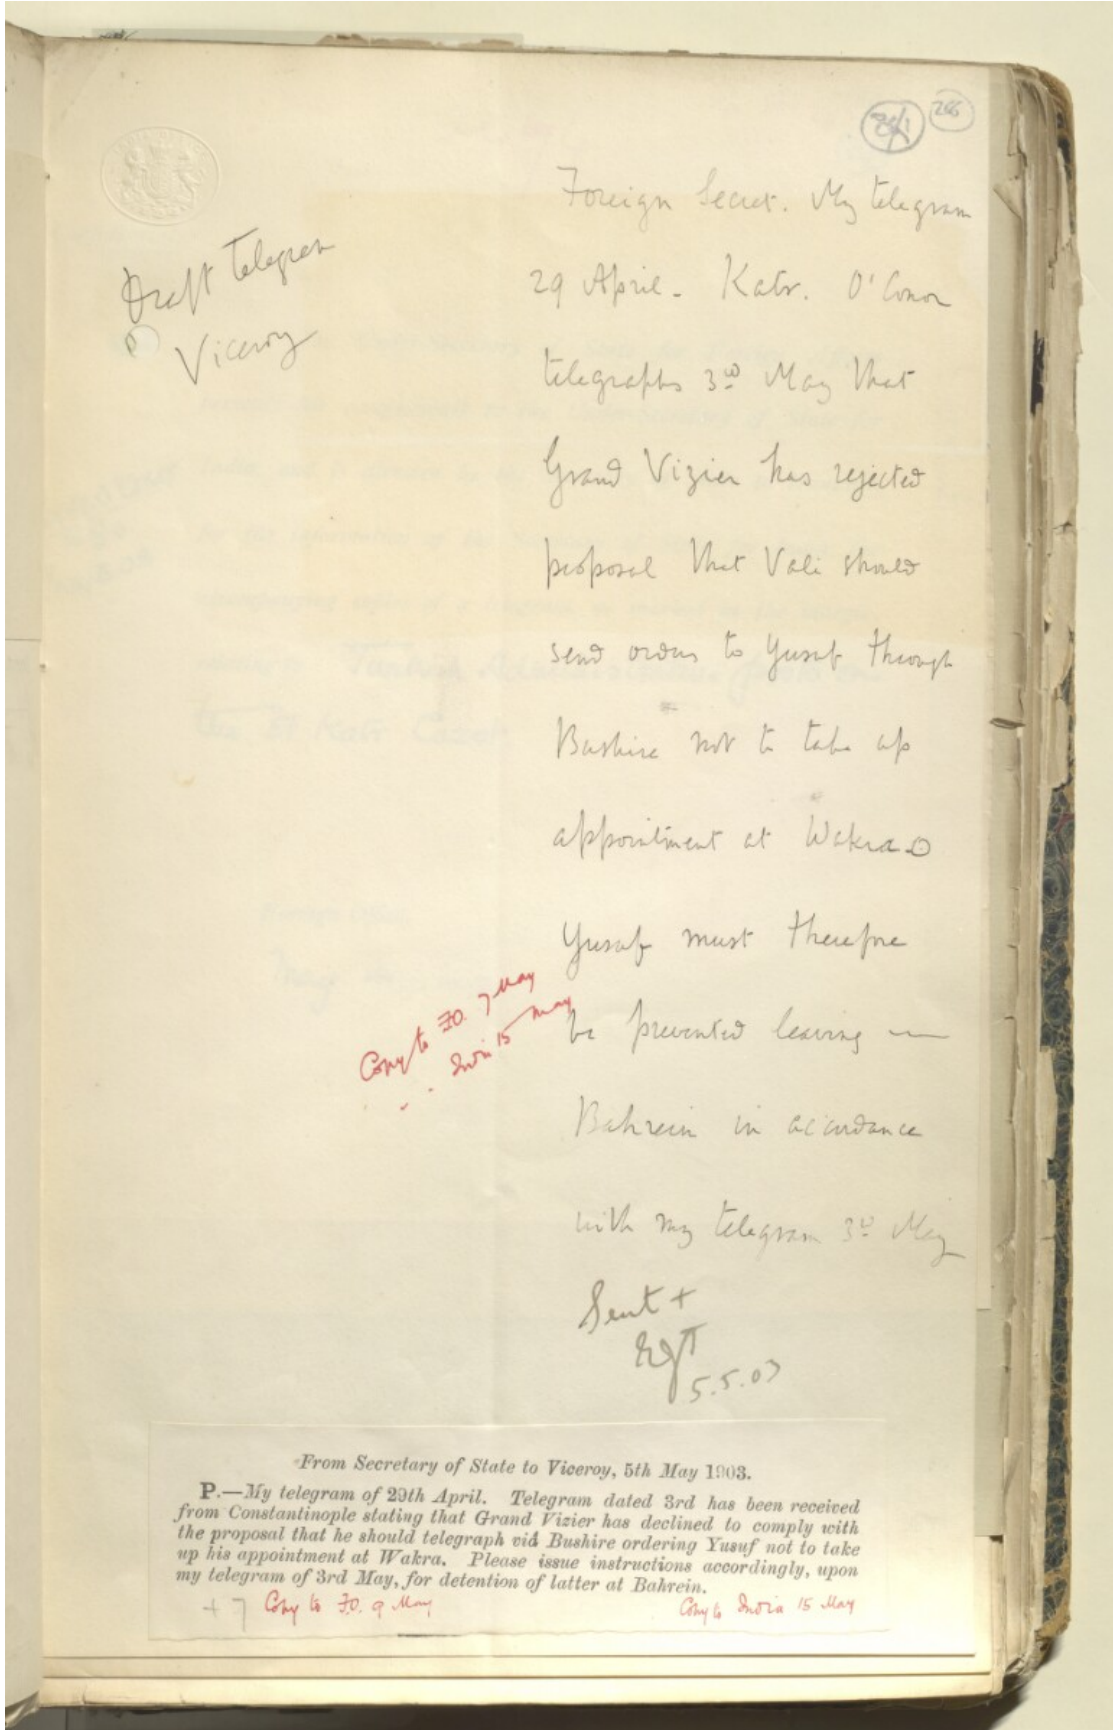 266
Draft Telegram
Viceroy
Foreign Secret. My telegram
29 April. Katr. O'Conor
telegraphs 3rd May that
Grand Vizier has rejected
proposal that Vali should
send orders to Yusuf through
Bushire not to take up
appointment at Wakra
Yusuf must therefore
be prevented leaving
Bahrein in accordance
with my telegram 3rd May
Copy to F.O. 7 May
" " India 15 May
Sent +
5.5.03
From Secretary of State to Viceroy, 5th May 1903.
P.—My telegram of 29th April. Telegram dated 3rd has been received
from Constantinople stating that Grand Vizier has declined to comply with
the proposal that he should telegraph viâ Bushire ordering Yusuf not to take
up his appointment at Wakra. Please issue instructions accordingly, upon
my telegram of 3rd May, for detention of latter at Bahrein.
+ 7 Copy to F.O. 9 May
Copy to India 15 May